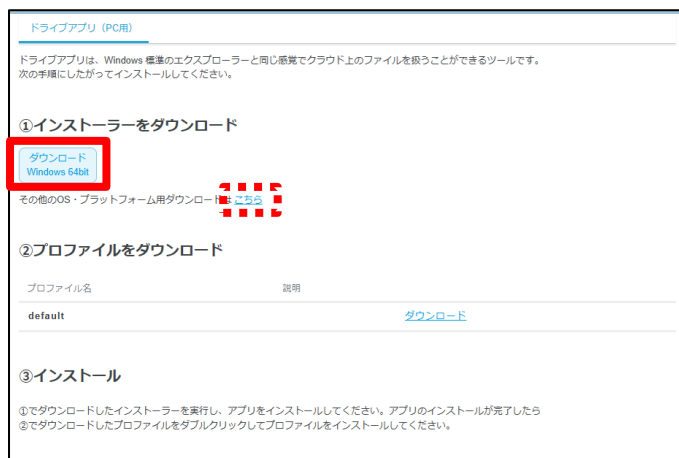 ドライブアプリ（PC用）
ドライブアプリは、Windows 標準のエクスプローラーと同じ感覚でクラウド上のファイルを扱うことができるツールです。
次の手順にしたがってインストールしてください。
①インストーラーをダウンロード
ダウンロード
Windows 64bit
その他のOS・プラットフォーム用ダウンロードは こちら
②プロファイルをダウンロード
プロファイル名 説明
default ダウンロード
③インストール
①でダウンロードしたインストーラーを実行し、アプリをインストールしてください。アプリのインストールが完了したら
②でダウンロードしたプロファイルをダブルクリックしてプロファイルをインストールしてください。